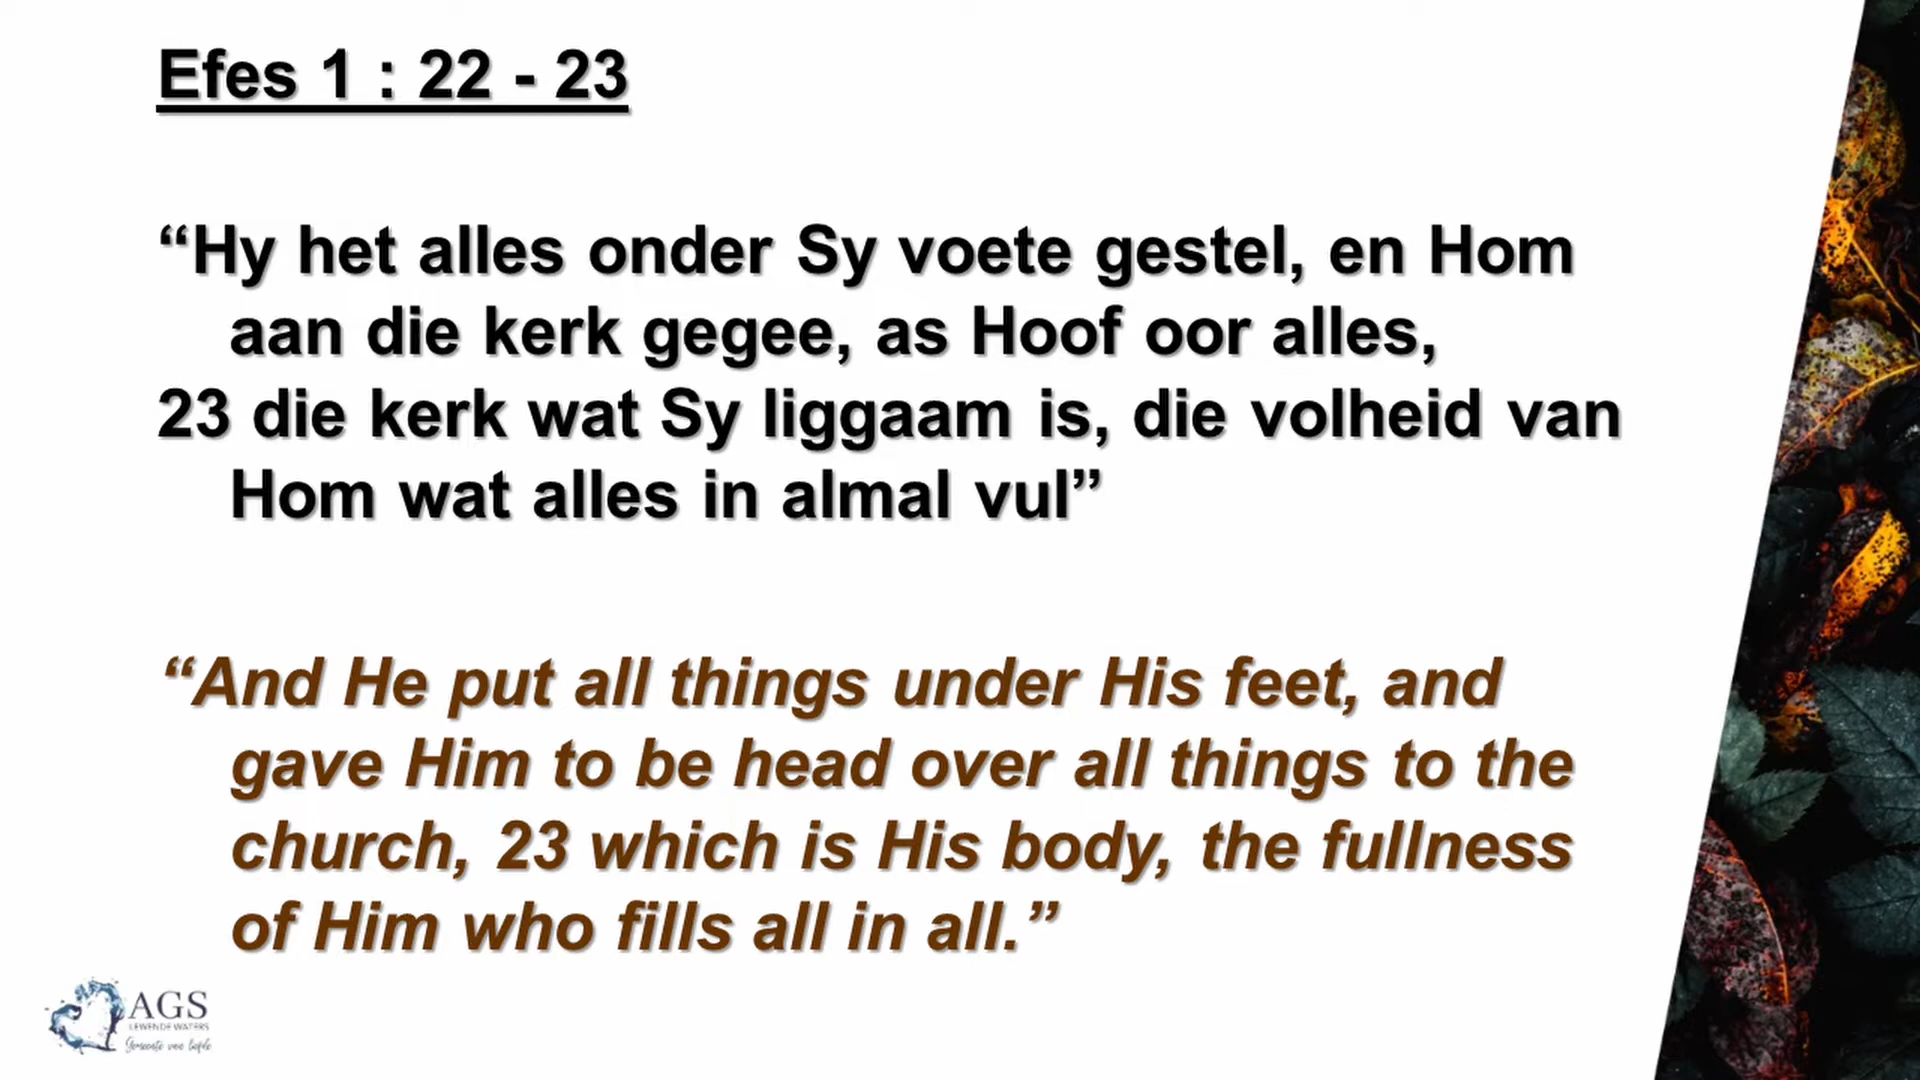 Efes 1 : 22 - 23
“Hy het alles onder Sy voete gestel, en Hom
aan die kerk gegee, as Hoof oor alles,
23 die kerk wat Sy liggaam is, die volheid van
Hom wat alles in almal vul”
“And He put all things under His feet, and
gave Him to be head over all things to the
church, 23 which is His body, the fullness
of Him who fills all in all.”
AGS
LEWENDE WATERS
Gemeente van liefde